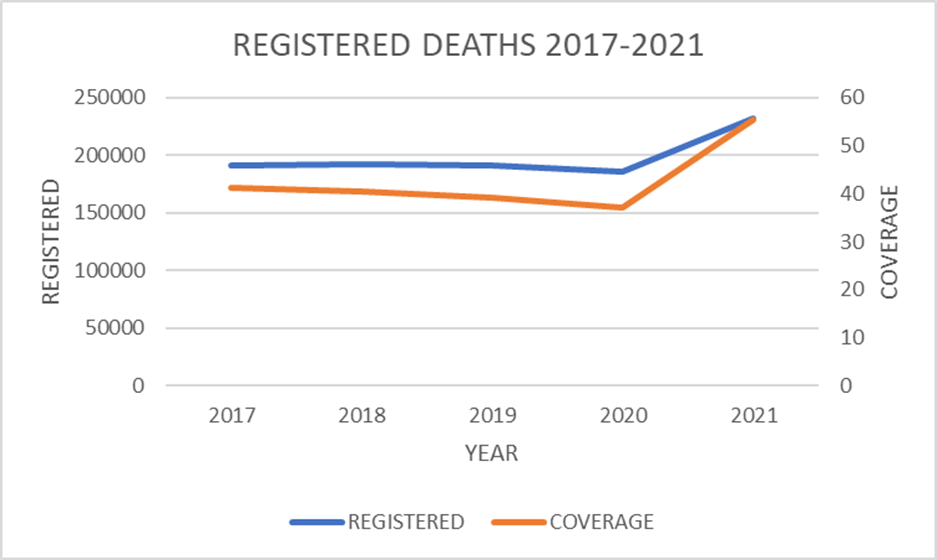 REGISTERED DEATHS 2017-2021
250000
200000
150000
100000
50000
0
REGISTERED
60
50
40
30
20
10
0
COVERAGE
2017 2018 2019 2020 2021
YEAR
REGISTERED COVERAGE